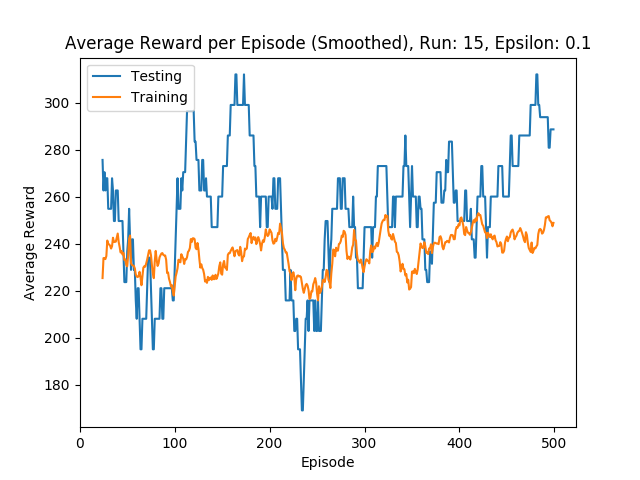 Average Reward per Episode (Smoothed), Run: 15, Epsilon: 0.1
Testing
Training
Average Reward
300
280
260
240
220
200
180
0
100
200
300
400
500
Episode